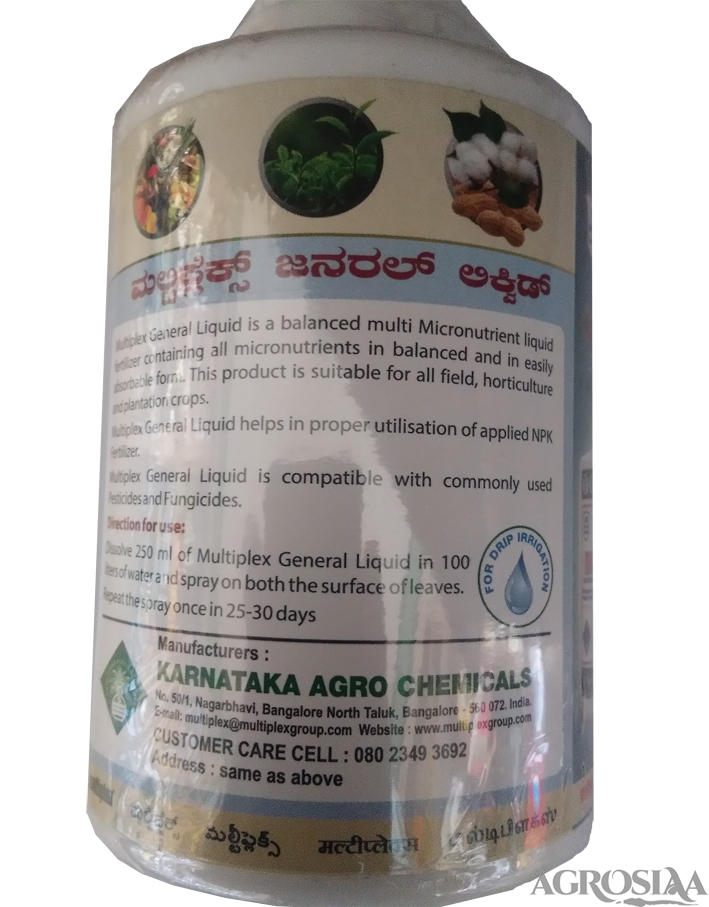 ಮಲ್ಟಿಪ್ಲೆಕ್ಸ್ ಜನರಲ್ ಲಿಕ್ವಿಡ್
Multiplex General Liquid is a balanced multi Micronutrient liquid
fertilizer containing all micronutrients in balanced and in easily
absorbable form. This product is suitable for all field, horticulture
and plantation crops.
Multiplex General Liquid helps in proper utilisation of applied NPK
Fertilizer.
Multiplex General Liquid is compatible with commonly used
Pesticides and Fungicides.
Direction for use:
Dissolve 250 ml of Multiplex General Liquid in 100
liters of water and spray on both the surface of leaves.
Repeat the spray once in 25-30 days
FOR DRIP IRRIGATION
Manufacturers :
KARNATAKA AGRO CHEMICALS
No. 50/1, Nagarbhavi, Bangalore North Taluk, Bangalore - 560 072. India.
E-mail: multiplex@multiplexgroup.com Website : www.multiplexgroup.com
CUSTOMER CARE CELL : 080 2349 3692
Address : same as above
ಮಲ್ಟಿಪ್ಲೆಕ್ಸ್ మల్టీప్లెక్స్ मल्टीप्लेक्स மல்டிபிளக்ஸ்
AGROSIAA